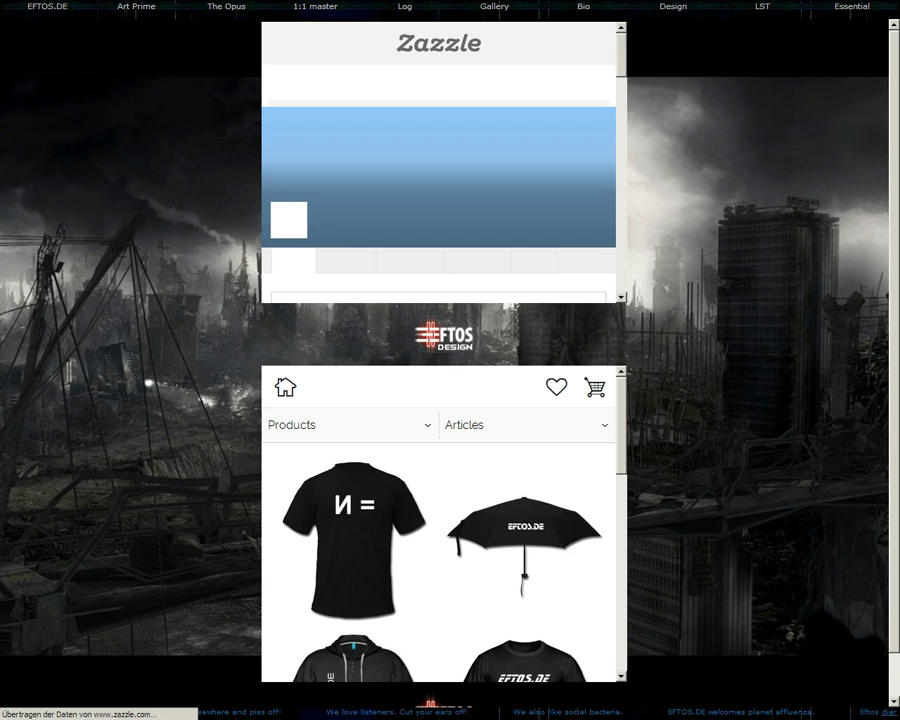 EFTOS.DE Art Prime The Opus 1:1 master Log Gallery Bio Design LST Essential
Zazzle
EFTOS
DESIGN
Products Articles
И =
EFTOS.DE
EFTOS.DE
Übertragen der Daten von www.zazzle.com...
sewhere and piss off! We love listeners. Cut your ears off! We also like social bacteria. EFTOS.DE welcomes planet affluenza. Eftos diar